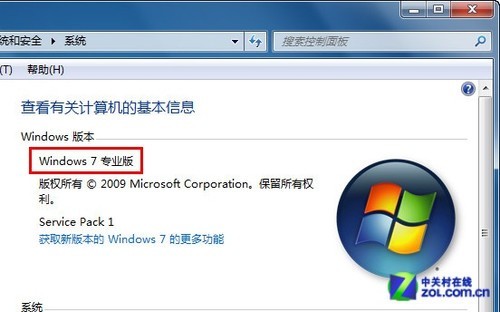 统和安全 ▸ 系统
搜索控制面板
(T) 帮助(H)
查看有关计算机的基本信息
Windows 版本
Windows 7 专业版
版权所有 © 2009 Microsoft Corporation。保留所有权
利。
Service Pack 1
获取新版本的 Windows 7 的更多功能
系统
中关村在线
ZOL.COM.CN